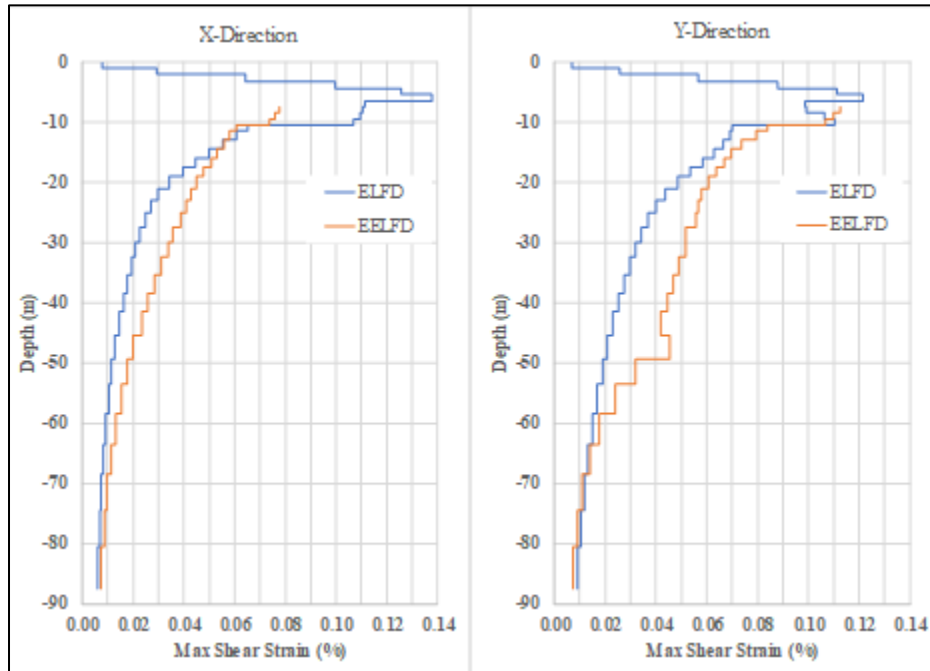 X-Direction
0
-10
-20
-30
-40
-50
-60
-70
-80
-90
Depth (m)
ELFD
EELFD
0.00 0.02 0.04 0.06 0.08 0.10 0.12 0.14
Max Shear Strain (%)
Y-Direction
0
-10
-20
-30
-40
-50
-60
-70
-80
-90
Depth (m)
ELFD
EELFD
0.00 0.02 0.04 0.06 0.08 0.10 0.12 0.14
Max Shear Strain (%)